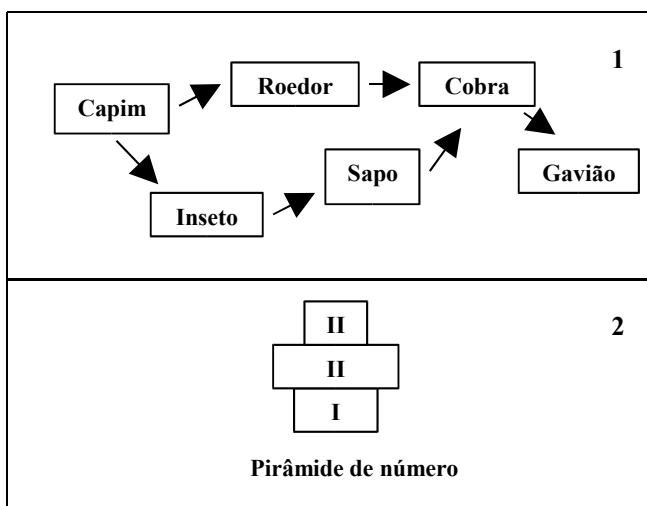 1
Roedor
Cobra
Capim
Sapo
Gavião
Inseto
2
II
II
I
Pirâmide de número